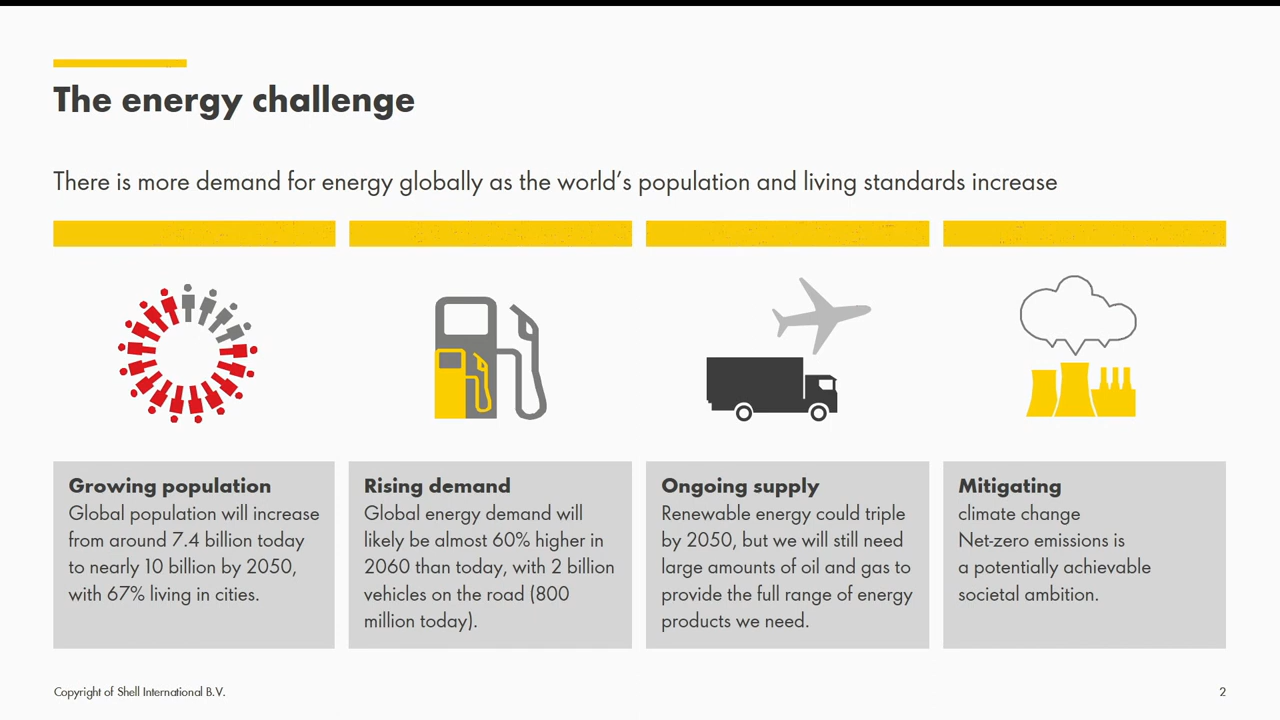 The energy challenge
There is more demand for energy globally as the world’s population and living standards increase
Growing population
Global population will increase
from around 7.4 billion today
to nearly 10 billion by 2050,
with 67% living in cities.
Rising demand
Global energy demand will
likely be almost 60% higher in
2060 than today, with 2 billion
vehicles on the road (800
million today).
Ongoing supply
Renewable energy could triple
by 2050, but we will still need
large amounts of oil and gas to
provide the full range of energy
products we need.
Mitigating
climate change
Net-zero emissions is
a potentially achievable
societal ambition.
Copyright of Shell International B.V.
2